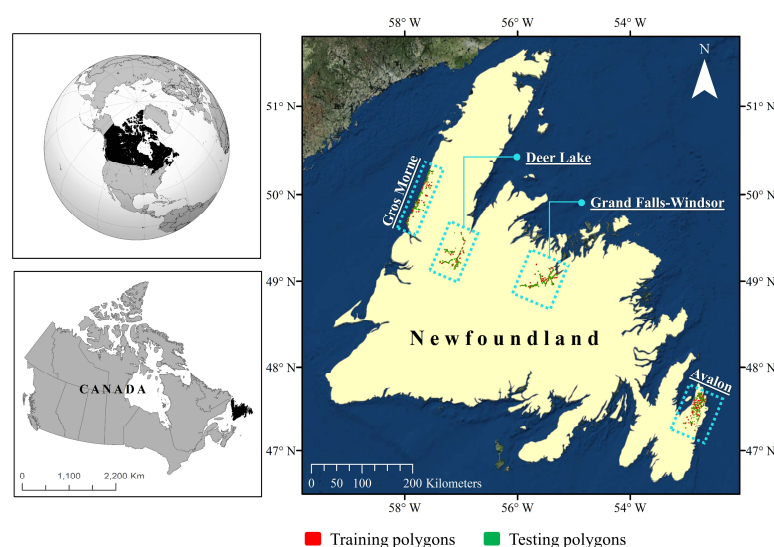 58° W 56° W 54° W
N
51° N 51° N
Deer Lake
50° N 50° N
Gros Morne
Grand Falls-Windsor
49° N 49° N
Newfoundland
48° N 48° N
CANADA
Avalon
47° N 47° N
0 1,100 2,200 Km
0 50 100 200 Kilometers
58° W 56° W 54° W
Training polygons Testing polygons